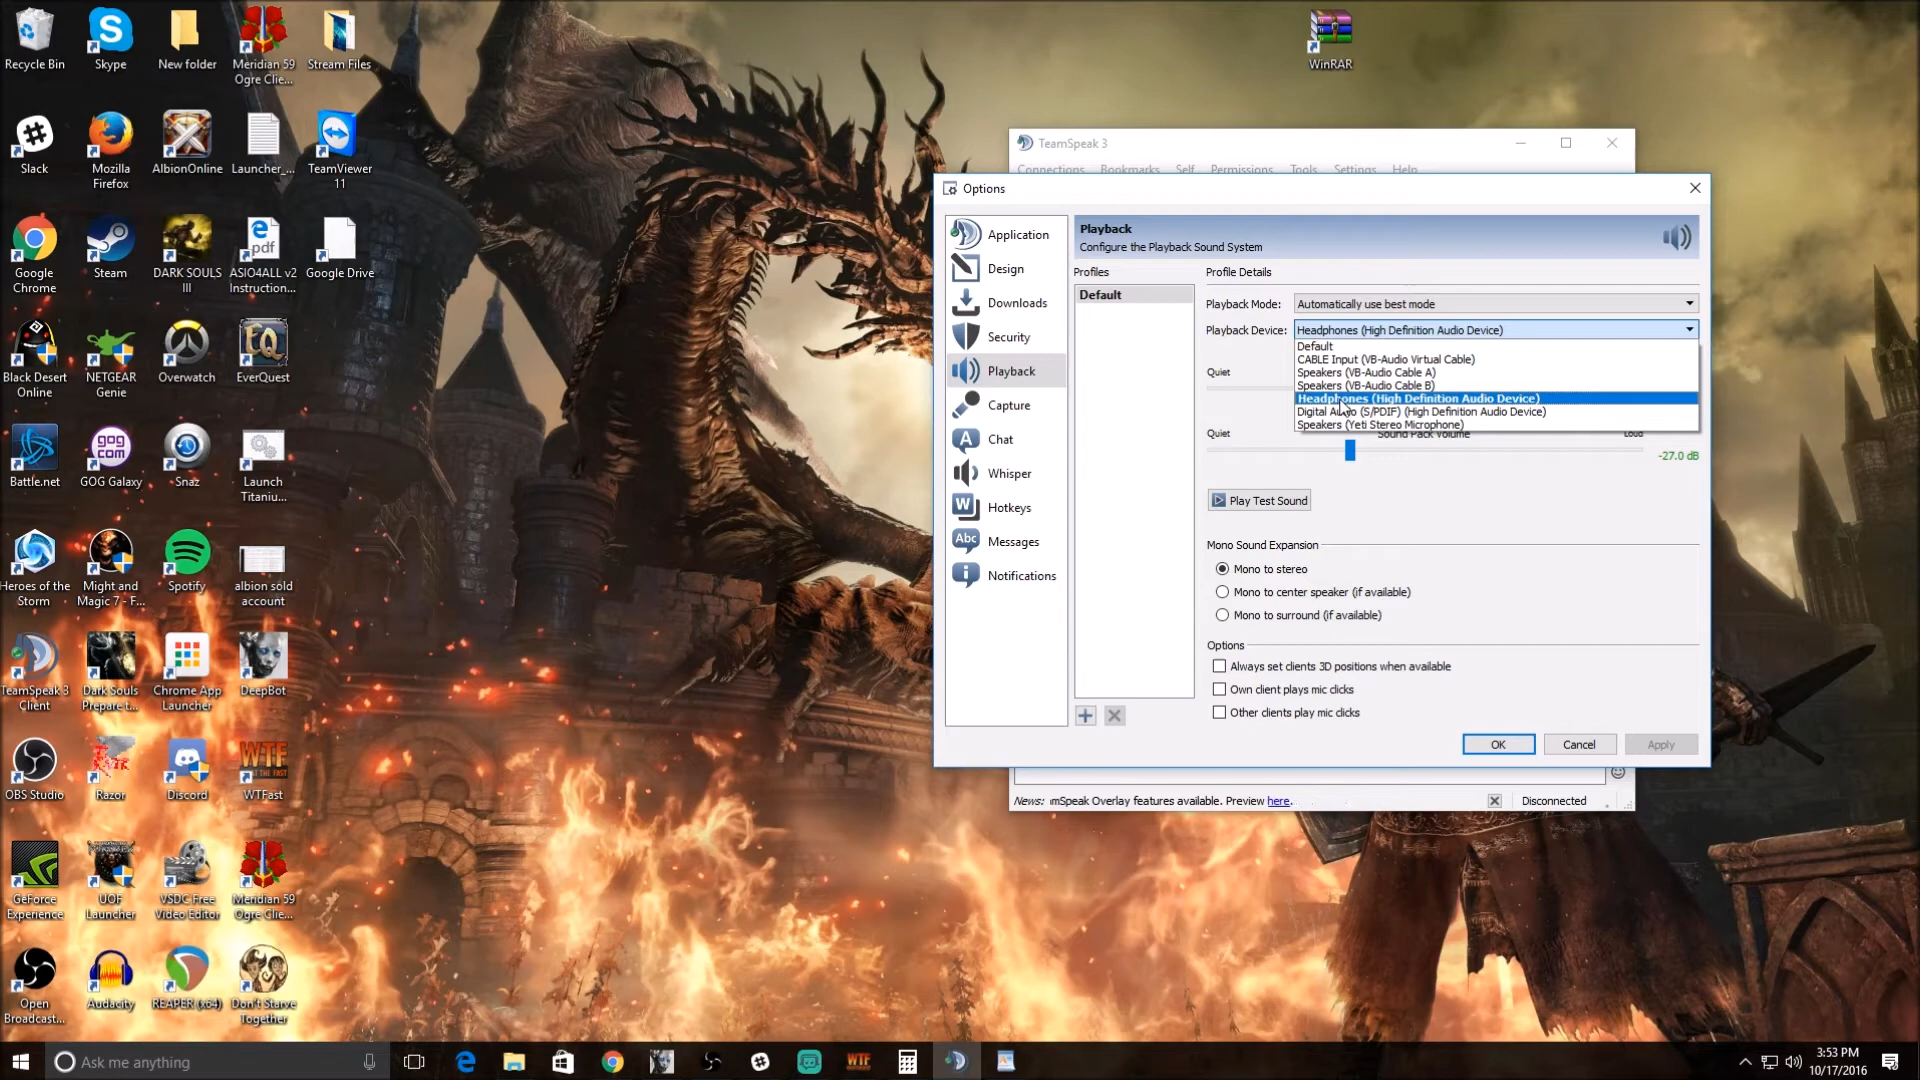 Recycle Bin
Skype
New folder
Meridian 59
Ogre Clie...
Stream Files
WinRAR
Slack
Mozilla
Firefox
AlbionOnline
Launcher_...
TeamViewer
11
Google
Chrome
Steam
DARK SOULS
III
pdf
ASIO4ALL v2
Instruction...
Google Drive
Black Desert
Online
NETGEAR
Genie
Overwatch
EQ
EverQuest
Battle.net
gog
com
GOG Galaxy
Snaz
Launch
Titaniu...
Heroes of the
Storm
Might and
Magic 7 - F...
Spotify
albion sold
account
TeamSpeak 3
Client
Dark Souls
Prepare t...
Chrome App
Launcher
DeepBot
OBS Studio
Razor
Discord
WTF
WTFast
GeForce
Experience
UOF
Launcher
VSDC Free
Video Editor
Meridian 59
Ogre Clie...
Open
Broadcast...
Audacity
REAPER (x64)
Don't Starve
Together
TeamSpeak 3
Connections Bookmarks Self Permissions Tools Settings Help
Options
Application
Design
Downloads
Security
Playback
Capture
Chat
Whisper
Hotkeys
Abc
Messages
Notifications
Playback
Configure the Playback Sound System
Profiles
Default
Profile Details
Playback Mode: Automatically use best mode
Playback Device: Headphones (High Definition Audio Device)
Default
CABLE Input (VB-Audio Virtual Cable)
Speakers (VB-Audio Cable A)
Speakers (VB-Audio Cable B)
Headphones (High Definition Audio Device)
Digital Audio (S/PDIF) (High Definition Audio Device)
Speakers (Yeti Stereo Microphone)
Quiet
Quiet Sound Pack Volume Loud
-27.0 dB
Play Test Sound
Mono Sound Expansion
Mono to stereo
Mono to center speaker (if available)
Mono to surround (if available)
Options
Always set clients 3D positions when available
Own client plays mic clicks
Other clients play mic clicks
OK Cancel Apply
News: mSpeak Overlay features available. Preview here. Disconnected
Ask me anything
WTF
3:53 PM
10/17/2016